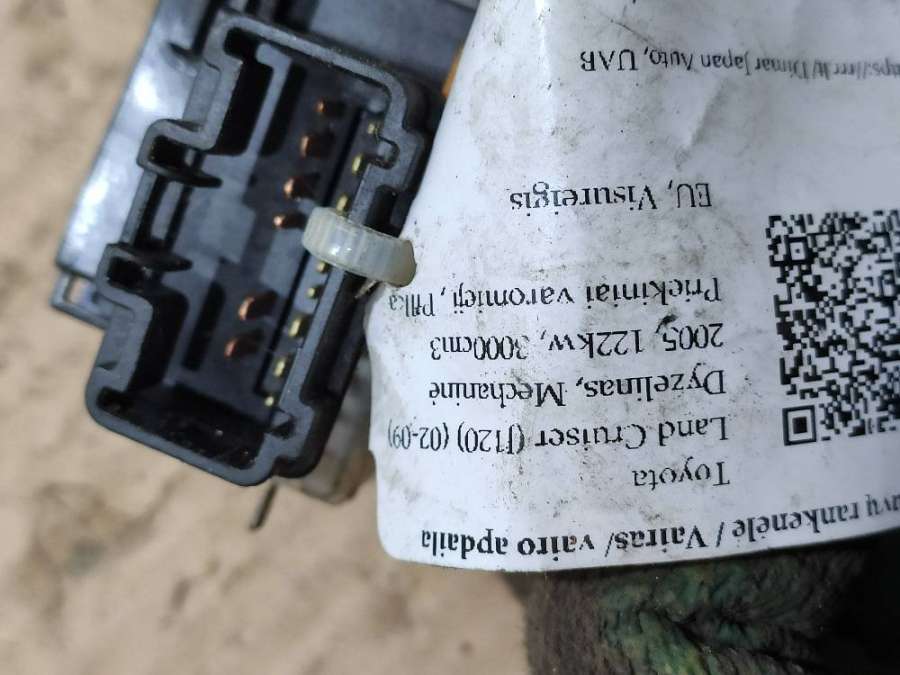 rankenėlė / Vairas/ vairo apdaila
Toyota
Land Cruiser (J120) (02-09)
Dyzelinas, Mechaninė
2005, 122kw, 3000cm3
Priekiniai varomieji, Pilka
EU, Visureigis
Dimar Japan Auto, UAB